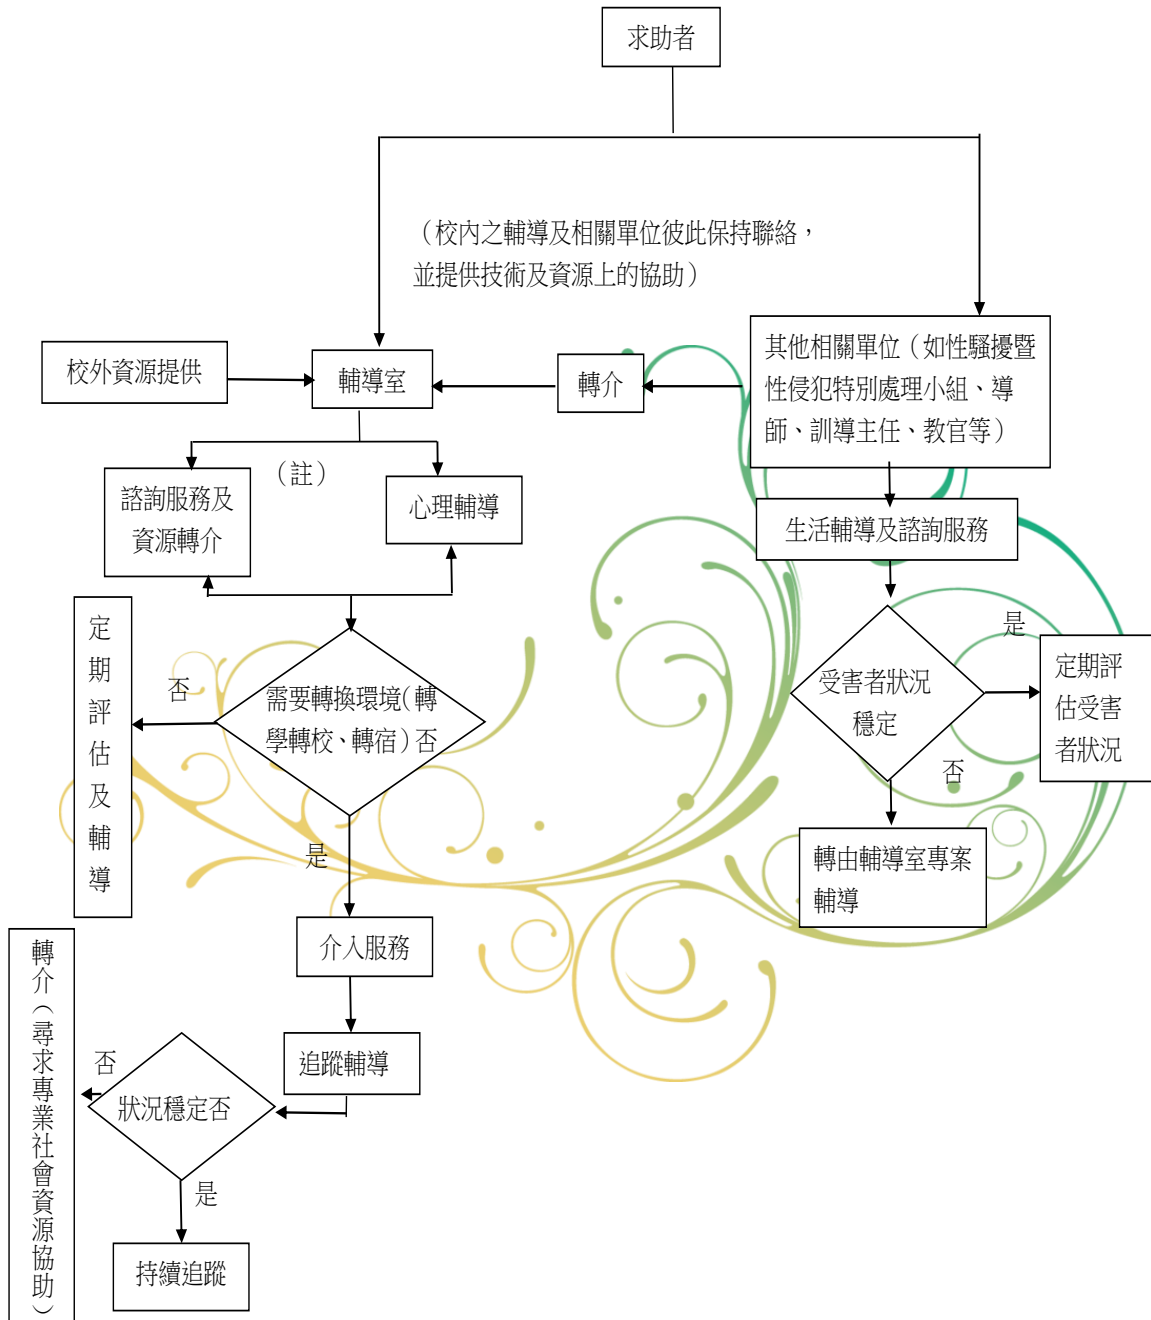 求助者
（校內之輔導及相關單位彼此保持聯絡，
並提供技術及資源上的協助）
校外資源提供
輔導室
轉介
其他相關單位（如性騷擾暨
性侵犯特別處理小組、導
師、訓導主任、教官等）
（註）
諮詢服務及
資源轉介
心理輔導
生活輔導及諮詢服務
定期評估及輔導
否
需要轉換環境（轉
學轉校、轉宿）否
是
受害者狀況
穩定
是
定期評
估受害
者狀況
否
轉由輔導室專案
輔導
介入服務
追蹤輔導
轉介（尋求專業社會資源協助）
否
狀況穩定否
是
持續追蹤